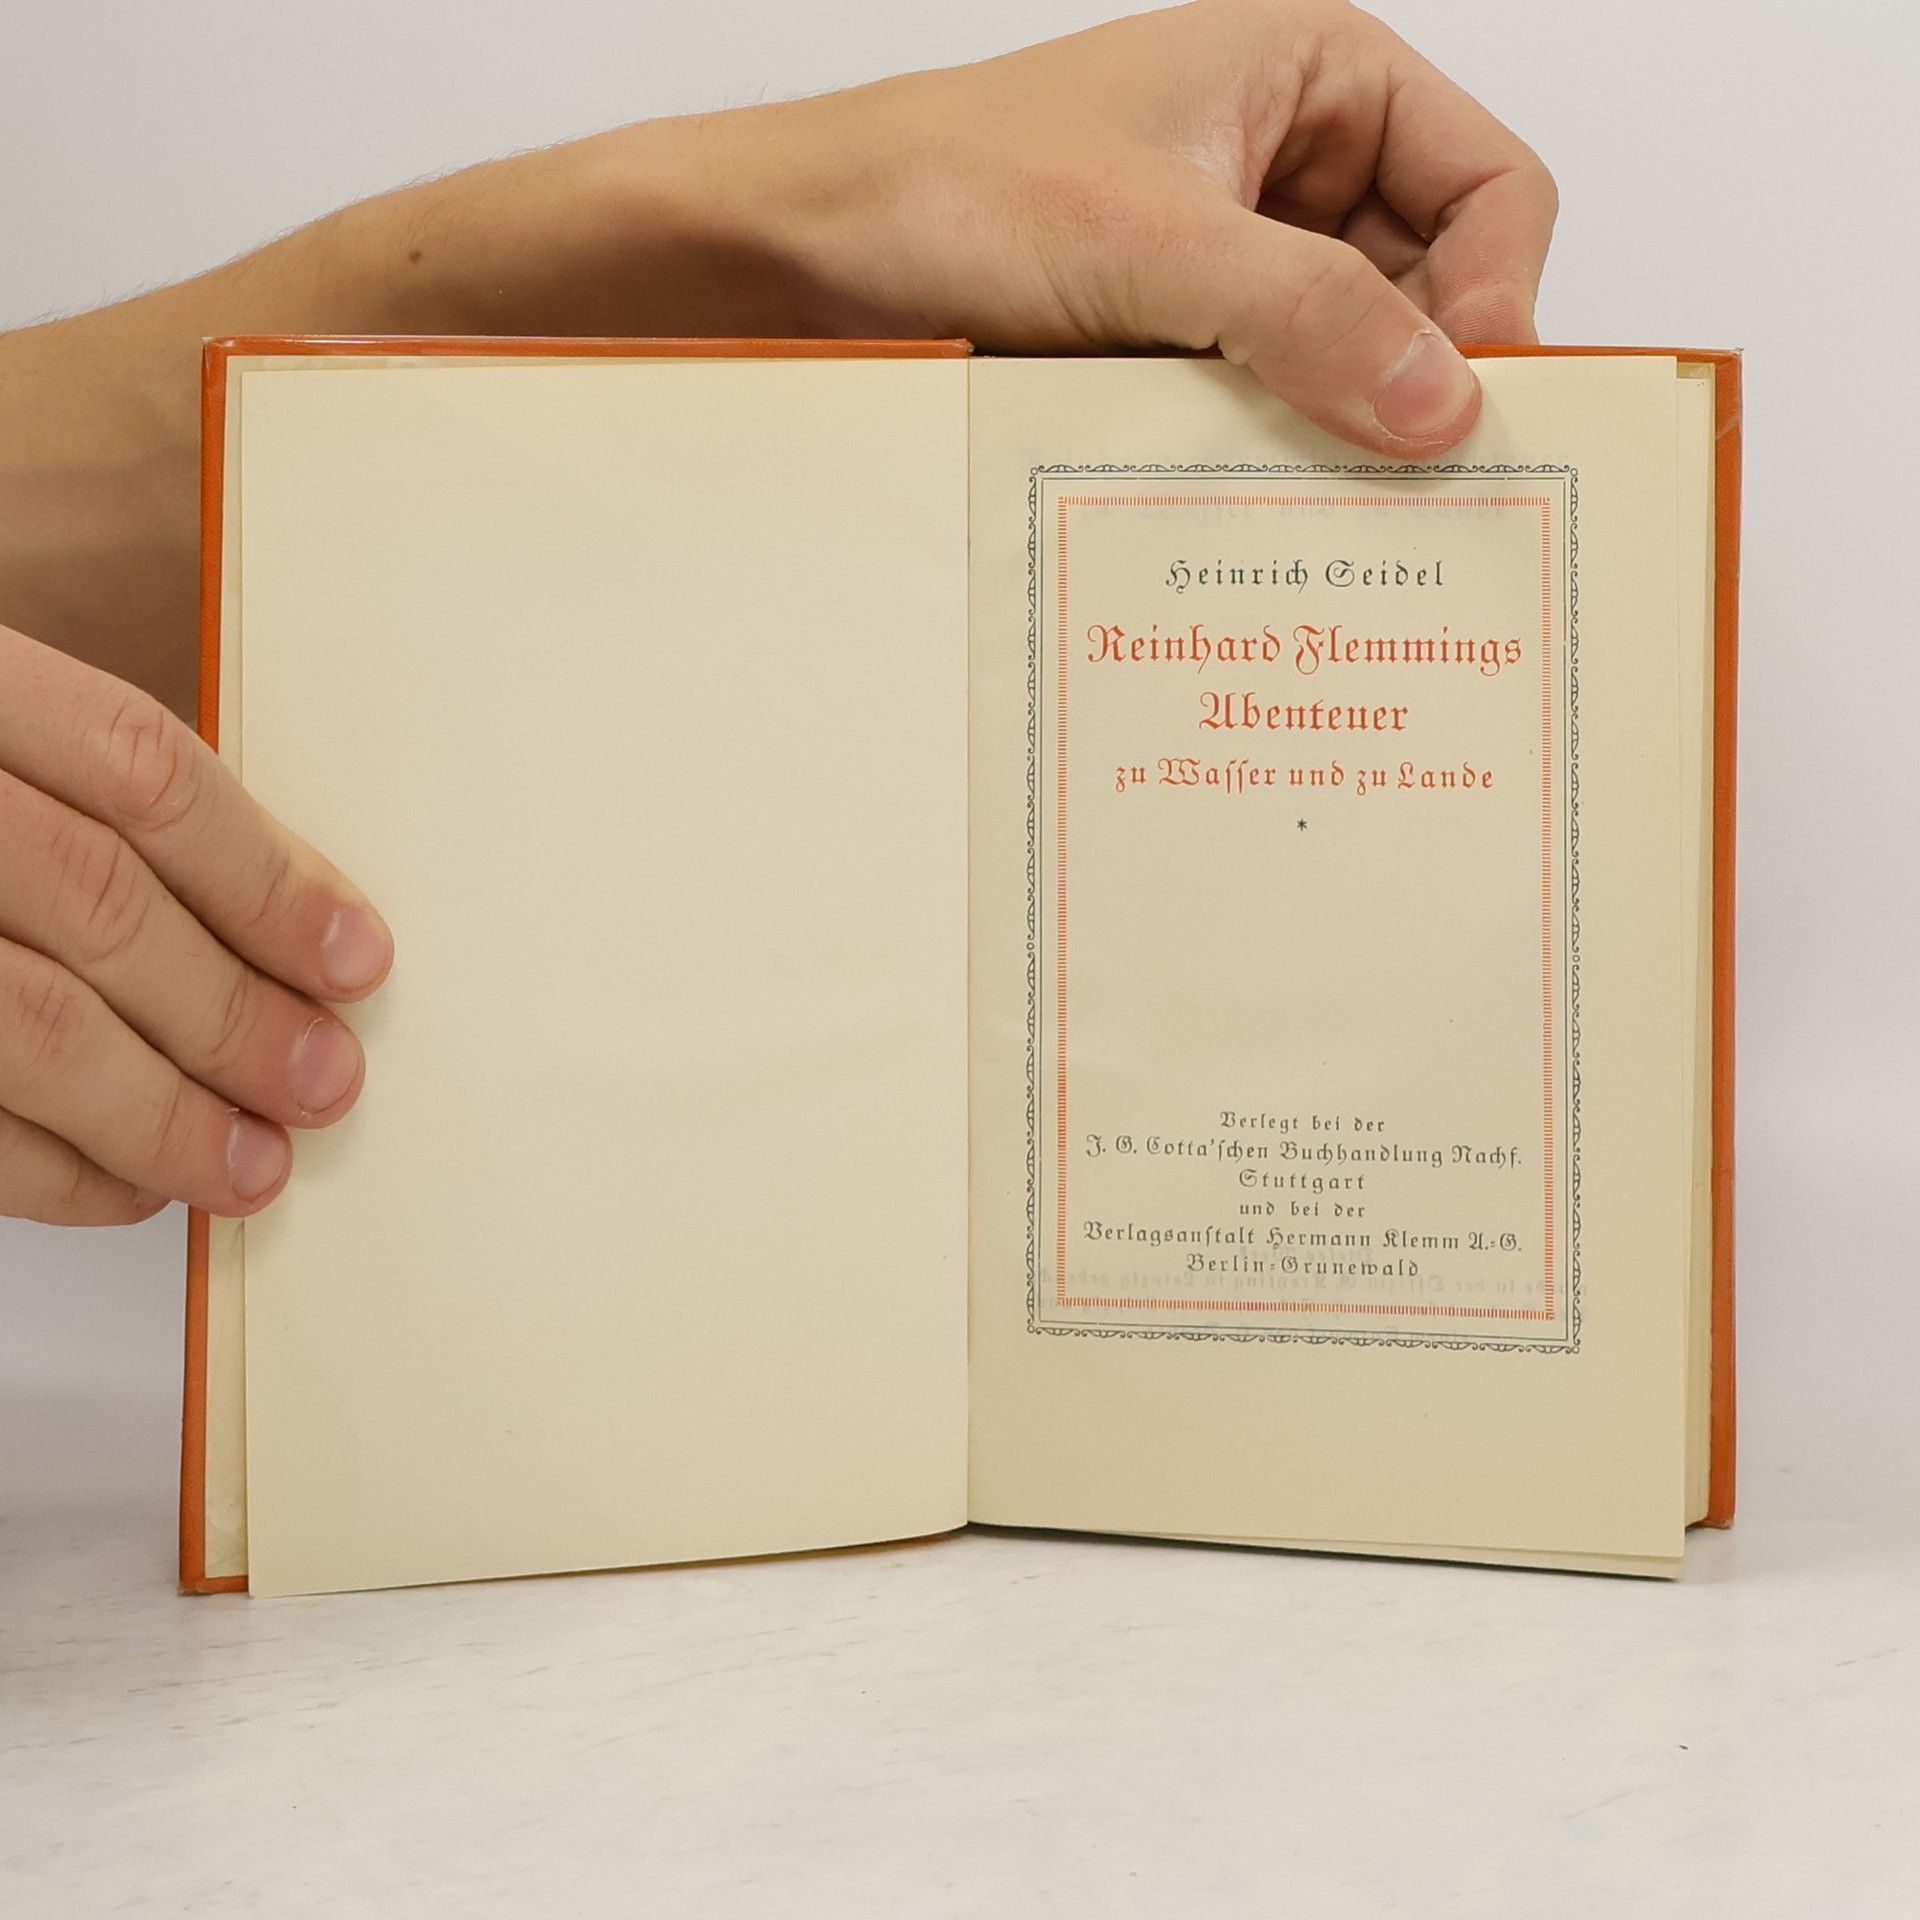 Heinrich Seidel
Reinhard Flemmings
Abenteuer
zu Waſſer und zu Lande
*
Verlegt bei der
J. G. Cotta'ſchen Buchhandlung Nachf.
Stuttgart
und bei der
Verlagsanſtalt Hermann Klemm A.-G.
Berlin-Grunewald